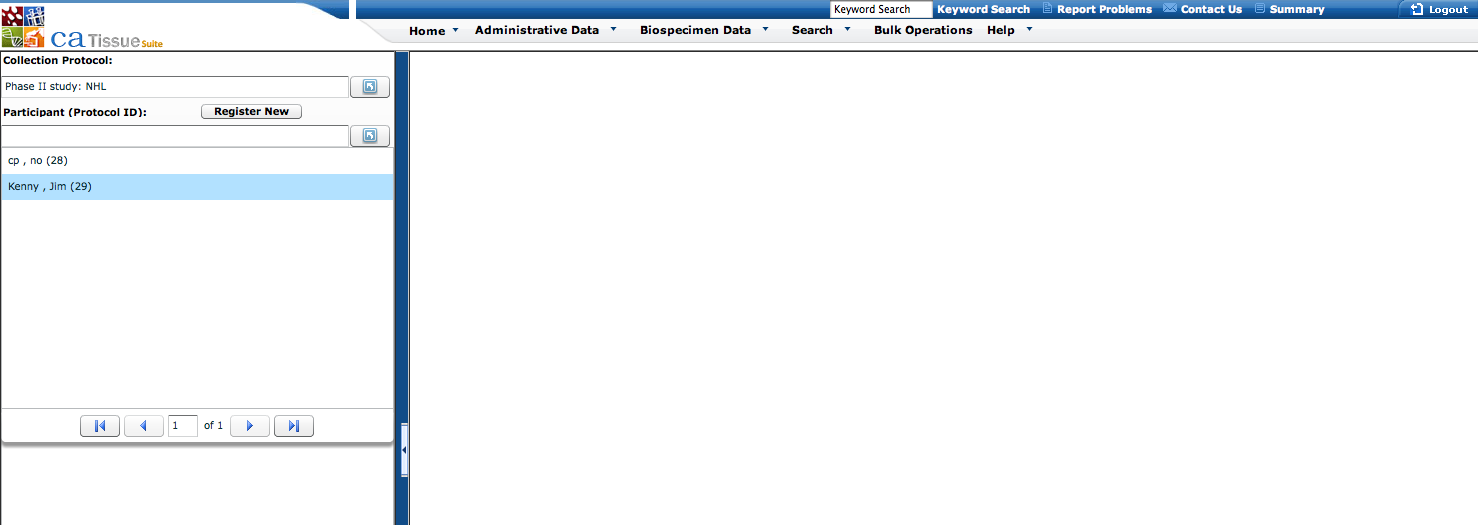 Keyword Search Keyword Search Report Problems Contact Us Summary Logout
ca Tissue Suite
Home Administrative Data Biospecimen Data Search Bulk Operations Help
Collection Protocol:
Phase II study: NHL
Participant (Protocol ID): Register New
cp , no (28)
Kenny , Jim (29)
1 of 1